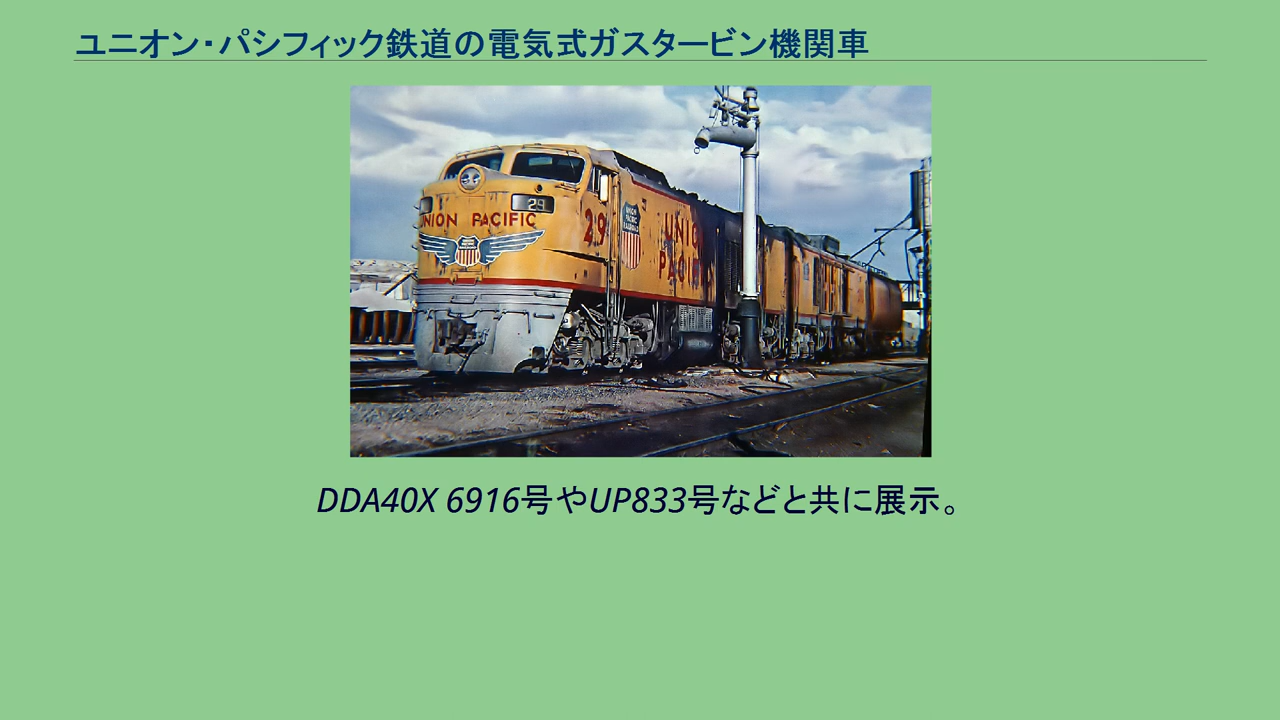 ユニオン・パシフィック鉄道の電気式ガスタービン機関車
29
UNION PACIFIC
29
UNION
PACIFIC
DDA40X 6916号やUP833号などと共に展示。